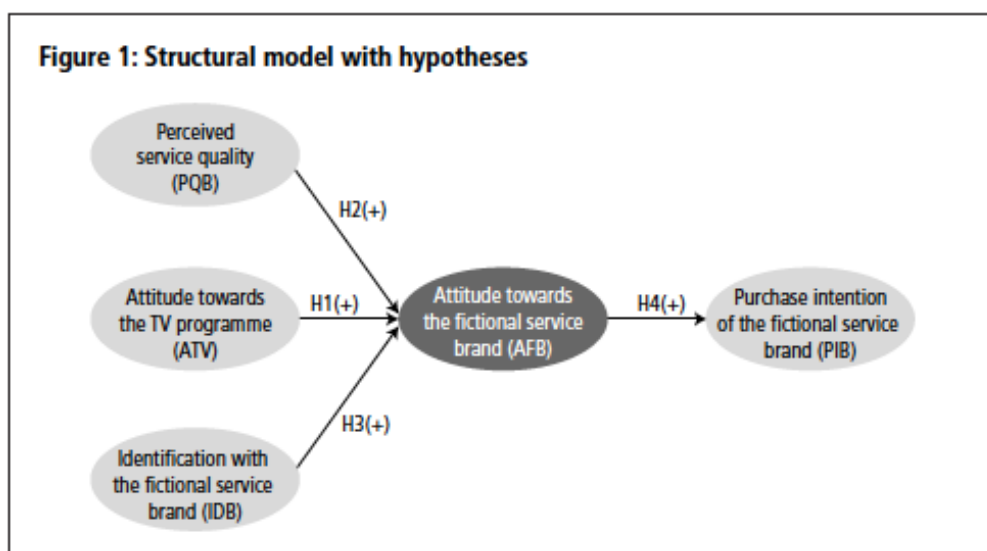 Figure 1: Structural model with hypotheses
Perceived
service quality
(PQB)
H2(+)
Attitude towards
the TV programme
(ATV)
H1(+)
Attitude towards
the fictional service
brand (AFB)
H4(+)
Purchase intention
of the fictional service
brand (PIB)
H3(+)
Identification with
the fictional service
brand (IDB)